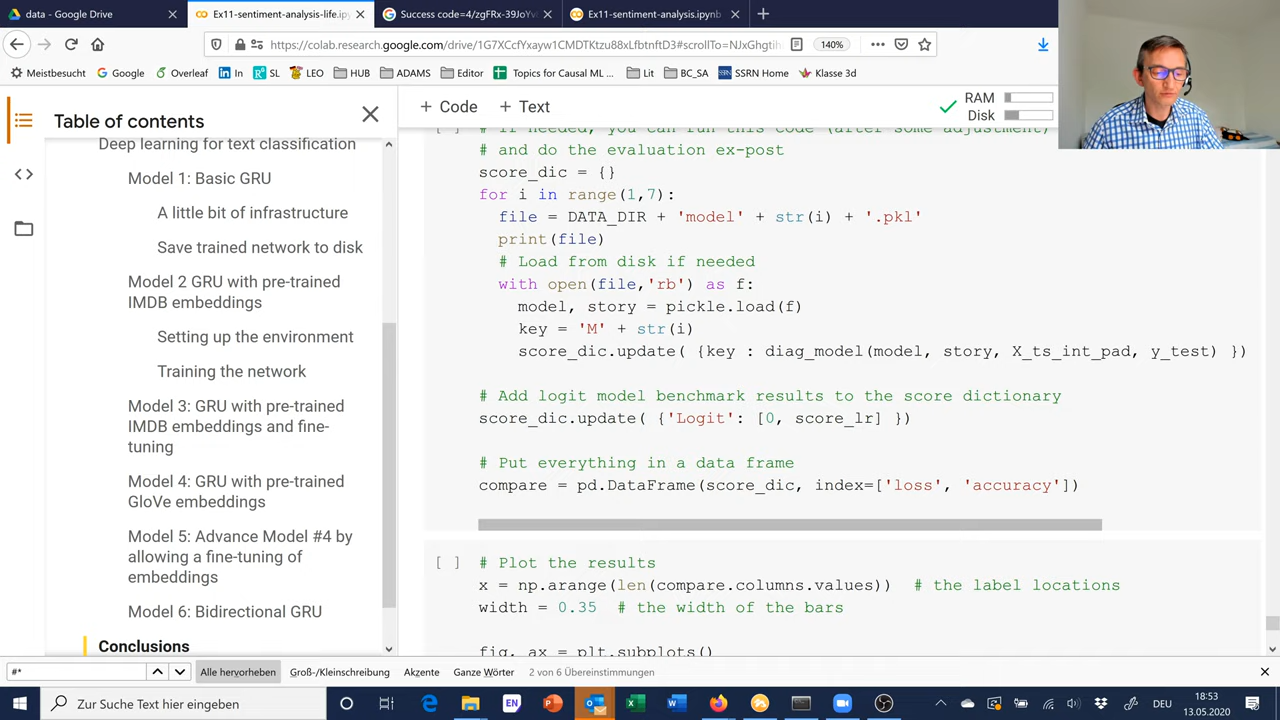 data - Google Drive
Ex11-sentiment-analysis-life.ipy
Success code=4/zgFRx-39JoYv
Ex11-sentiment-analysis.ipynb
https://colab.research.google.com/drive/1G7XCcfYxayw1CMDTKtzu88xLfbtnftD3#scrollTo=NJxGhgtih
140%
Meistbesucht
Google
Overleaf
In
SL
LEO
HUB
ADAMS
Editor
Topics for Causal ML ...
Lit
BC_SA
SSRN Home
Klasse 3d
Table of contents
Deep learning for text classification
Model 1: Basic GRU
A little bit of infrastructure
Save trained network to disk
Model 2 GRU with pre-trained
IMDB embeddings
Setting up the environment
Training the network
Model 3: GRU with pre-trained
IMDB embeddings and fine-
tuning
Model 4: GRU with pre-trained
GloVe embeddings
Model 5: Advance Model #4 by
allowing a fine-tuning of
embeddings
Model 6: Bidirectional GRU
Conclusions
+ Code
+ Text
RAM
Disk
[ ]
# If needed, you can run this code (after some adjustment)
# and do the evaluation ex-post
score_dic = {}
for i in range(1,7):
file = DATA_DIR + 'model' + str(i) + '.pkl'
print(file)
# Load from disk if needed
with open(file,'rb') as f:
model, story = pickle.load(f)
key = 'M' + str(i)
score_dic.update( {key : diag_model(model, story, X_ts_int_pad, y_test) })
# Add logit model benchmark results to the score dictionary
score_dic.update( {'Logit': [0, score_lr] })
# Put everything in a data frame
compare = pd.DataFrame(score_dic, index=['loss', 'accuracy'])
[ ]
# Plot the results
x = np.arange(len(compare.columns.values))  # the label locations
width = 0.35  # the width of the bars
fig, ax = plt.subplots()
#*
Alle hervorheben
Groß-/Kleinschreibung
Akzente
Ganze Wörter
2 von 6 Übereinstimmungen
Zur Suche Text hier eingeben
EN
DEU
18:53
13.05.2020